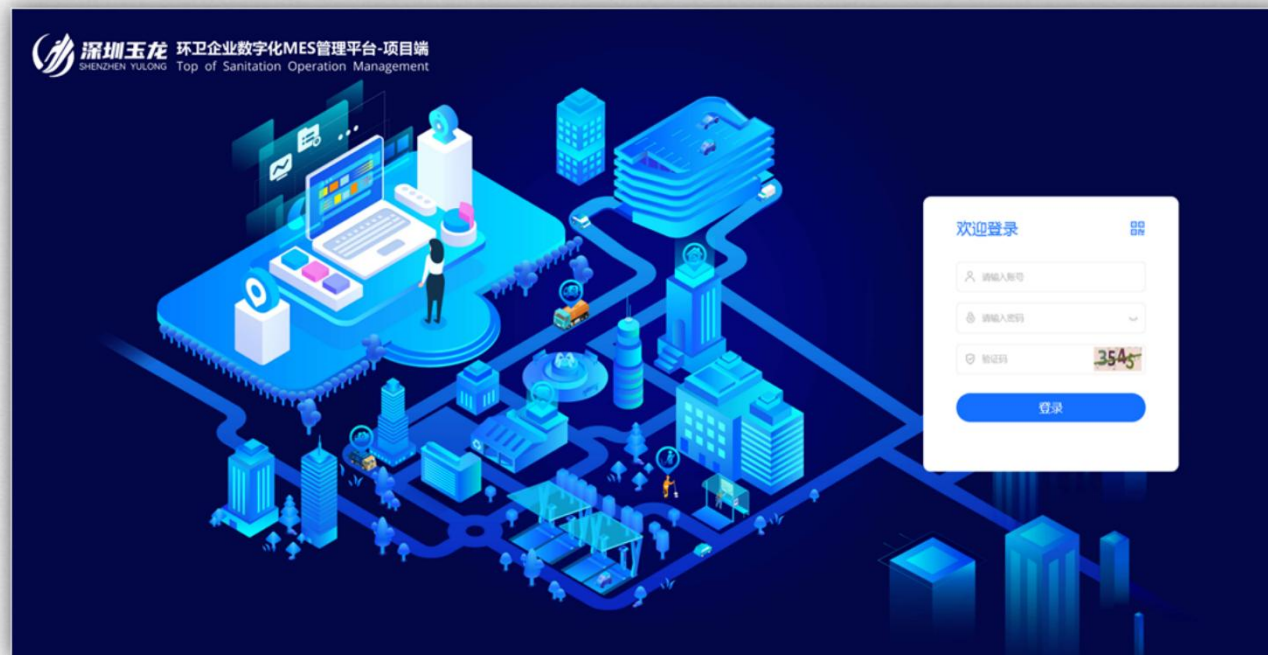 深圳玉龙
SHENZHEN YULONG
环卫企业数字化MES管理平台-项目端
Top of Sanitation Operation Management
欢迎登录
请输入账号
请输入密码
验证码
3545
登录